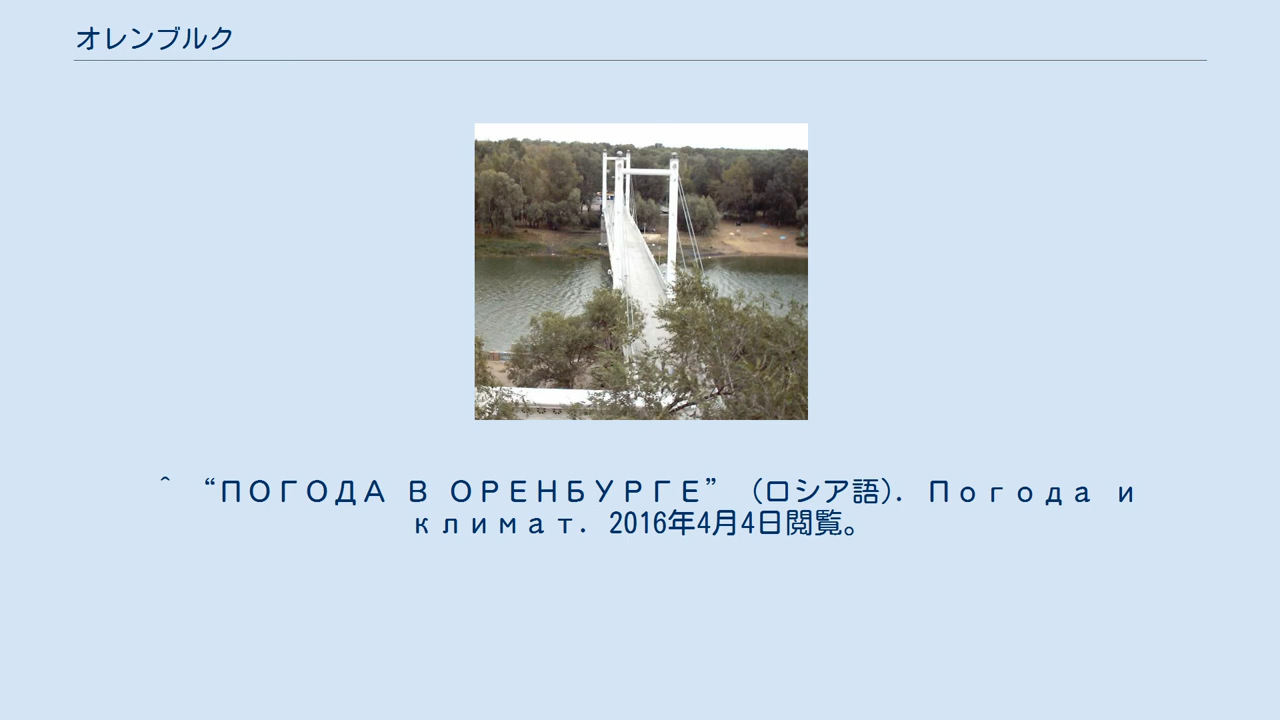 オレンブルク
^ “ПОГОДА В ОРЕНБУРГЕ” （ロシア語）. Погода и
климат. 2016年4月4日閲覧。